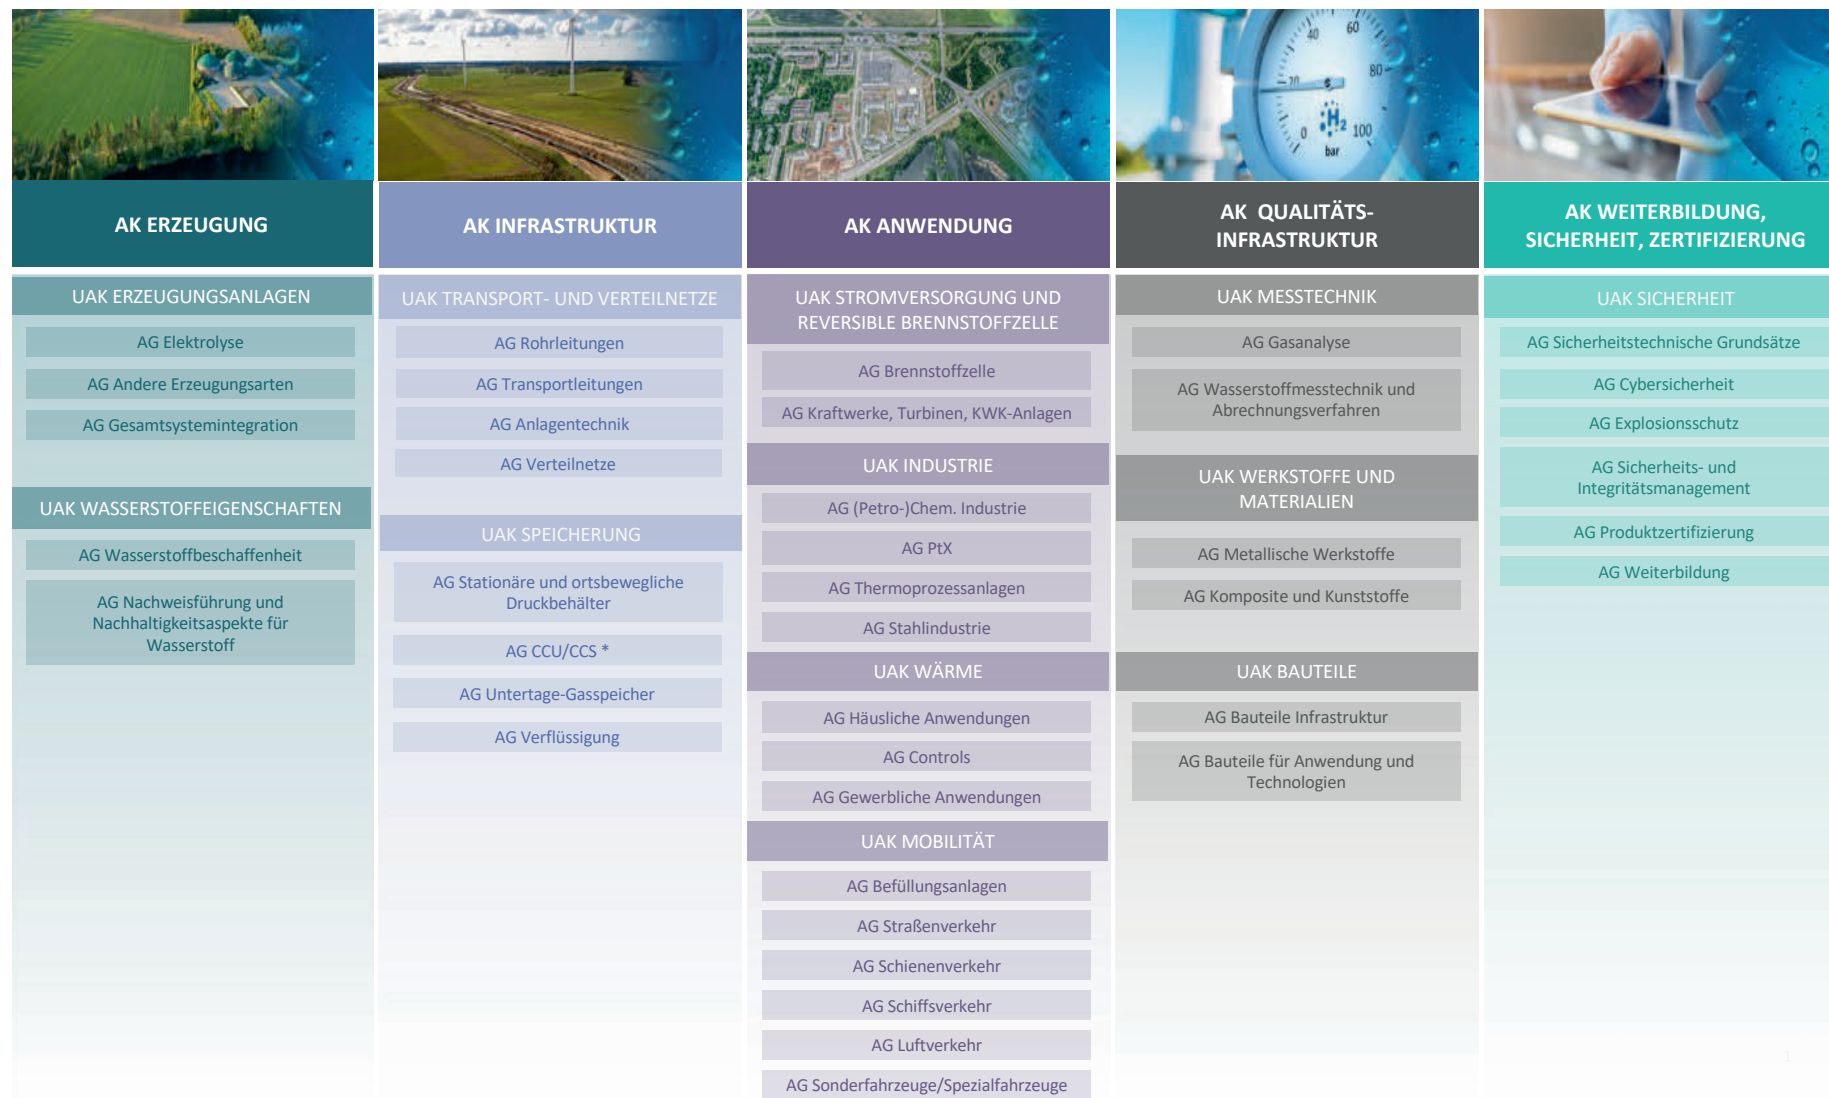 40 60
20 80
H2
0 100
bar
AK ERZEUGUNG
UAK ERZEUGUNGSANLAGEN
AG Elektrolyse
AG Andere Erzeugungsarten
AG Gesamtsystemintegration
UAK WASSERSTOFFEIGENSCHAFTEN
AG Wasserstoffbeschaffenheit
AG Nachweisführung und
Nachhaltigkeitsaspekte für
Wasserstoff
AK INFRASTRUKTUR
UAK TRANSPORT- UND VERTEILNETZE
AG Rohrleitungen
AG Transportleitungen
AG Anlagentechnik
AG Verteilnetze
UAK SPEICHERUNG
AG Stationäre und ortsbewegliche
Druckbehälter
AG CCU/CCS *
AG Untertage-Gasspeicher
AG Verflüssigung
AK ANWENDUNG
UAK STROMVERSORGUNG UND
REVERSIBLE BRENNSTOFFZELLE
AG Brennstoffzelle
AG Kraftwerke, Turbinen, KWK-Anlagen
UAK INDUSTRIE
AG (Petro-)Chem. Industrie
AG PtX
AG Thermoprozessanlagen
AG Stahlindustrie
UAK WÄRME
AG Häusliche Anwendungen
AG Controls
AG Gewerbliche Anwendungen
UAK MOBILITÄT
AG Befüllungsanlagen
AG Straßenverkehr
AG Schienenverkehr
AG Schiffsverkehr
AG Luftverkehr
AG Sonderfahrzeuge/Spezialfahrzeuge
AK QUALITÄTS-
INFRASTRUKTUR
UAK MESSTECHNIK
AG Gasanalyse
AG Wasserstoffmesstechnik und
Abrechnungsverfahren
UAK WERKSTOFFE UND
MATERIALIEN
AG Metallische Werkstoffe
AG Komposite und Kunststoffe
UAK BAUTEILE
AG Bauteile Infrastruktur
AG Bauteile für Anwendung und
Technologien
AK WEITERBILDUNG,
SICHERHEIT, ZERTIFIZIERUNG
UAK SICHERHEIT
AG Sicherheitstechnische Grundsätze
AG Cybersicherheit
AG Explosionsschutz
AG Sicherheits- und
Integritätsmanagement
AG Produktzertifizierung
AG Weiterbildung
1